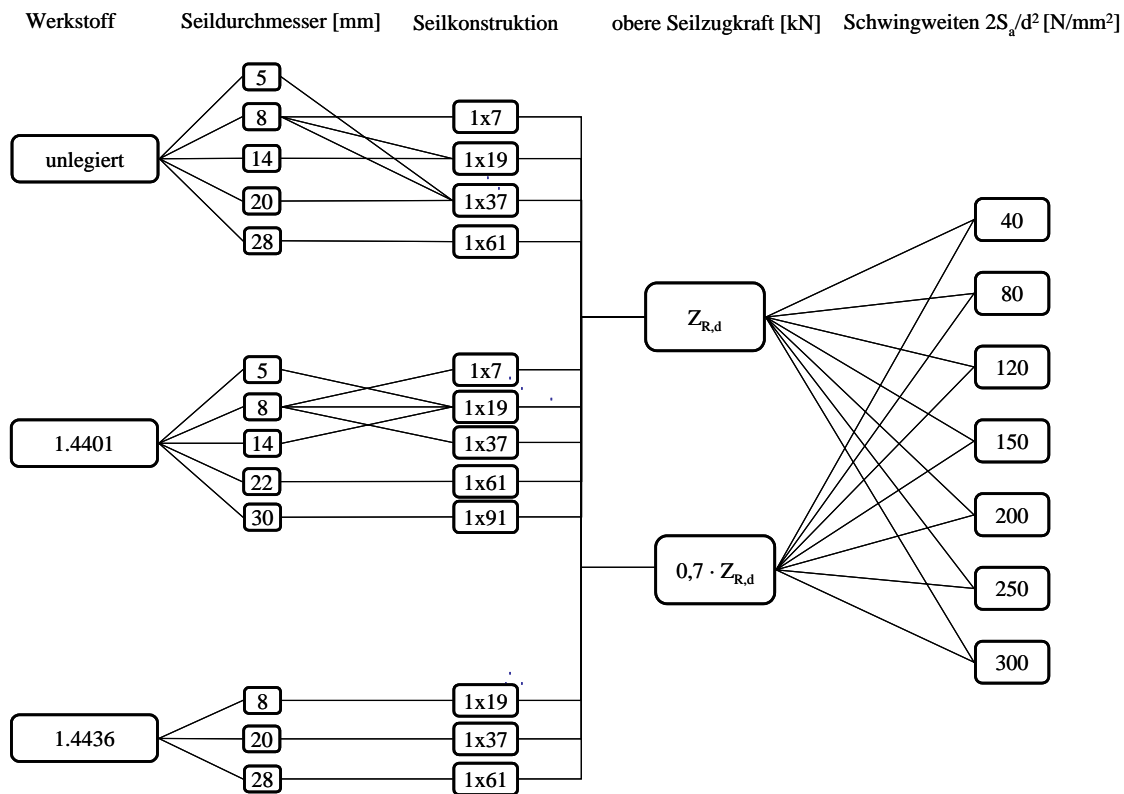 Werkstoff
Seildurchmesser [mm]
Seilkonstruktion
obere Seilzugkraft [kN]
Schwingweiten 2Sₐ/d² [N/mm²]
unlegiert
5
8
14
20
28
1x7
1x19
1x37
1x61
1.4401
5
8
14
22
30
1x7
1x19
1x37
1x61
1x91
1.4436
8
20
28
1x19
1x37
1x61
Z_R,d
0,7 · Z_R,d
40
80
120
150
200
250
300